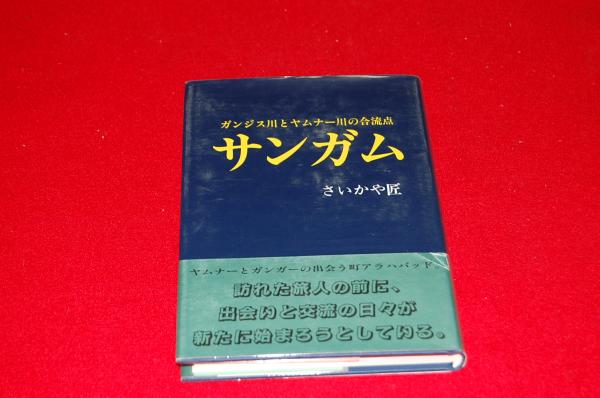 ガンジス川とヤムナー川の合流点
サンガム
さいかや匠
ヤムナーとガンガーの出会う町アラハバッド。
訪れた旅人の前に、
出会いと交流の日々が
新たに始まろうとしている。